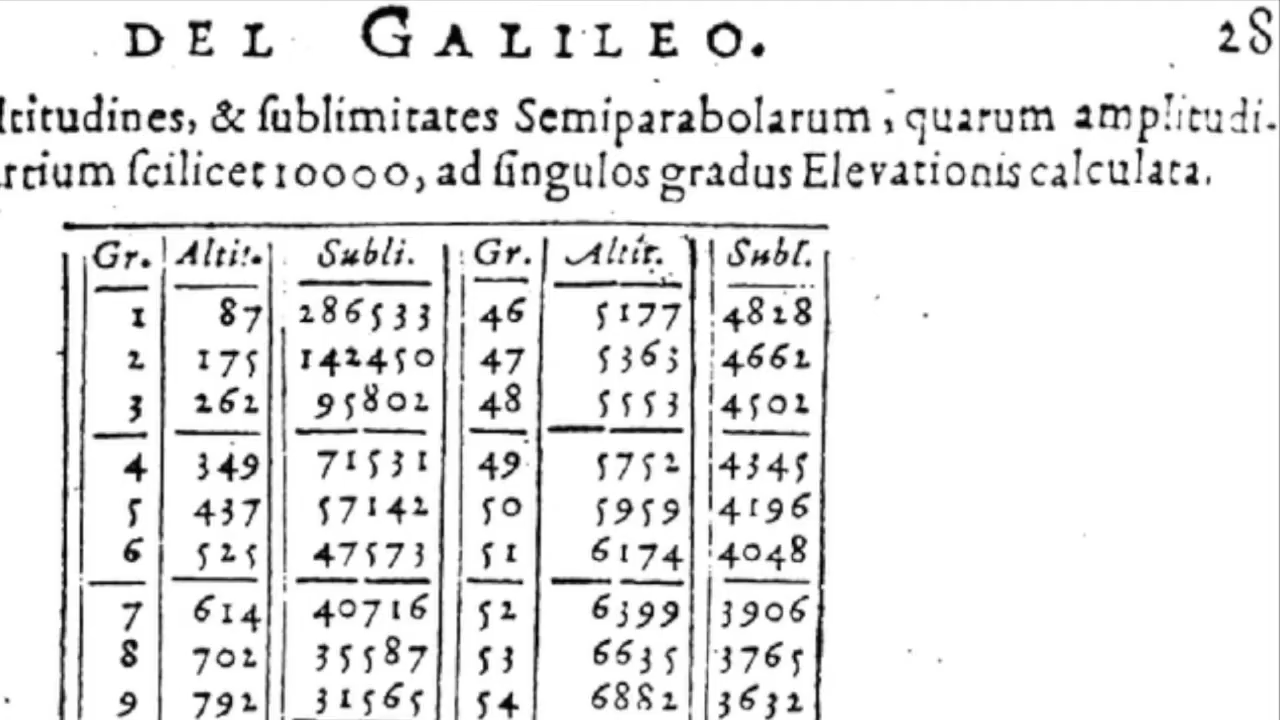 DEL GALILEO. 28
ltitudines, & ſublimitates Semiparabolarum, quarum amplitudi-
rtium ſcilicet 10000, ad ſingulos gradus Elevationis calculata.
Gr. Altit. Subli. Gr. Altit. Subl.
1 87 286533 46 5177 4828
2 175 142450 47 5363 4662
3 262 95802 48 5553 4502
4 349 71531 49 5752 4345
5 437 57142 50 5959 4196
6 525 47573 51 6174 4048
7 614 40716 52 6399 3906
8 702 35587 53 6635 3765
9 792 31565 54 6882 3632